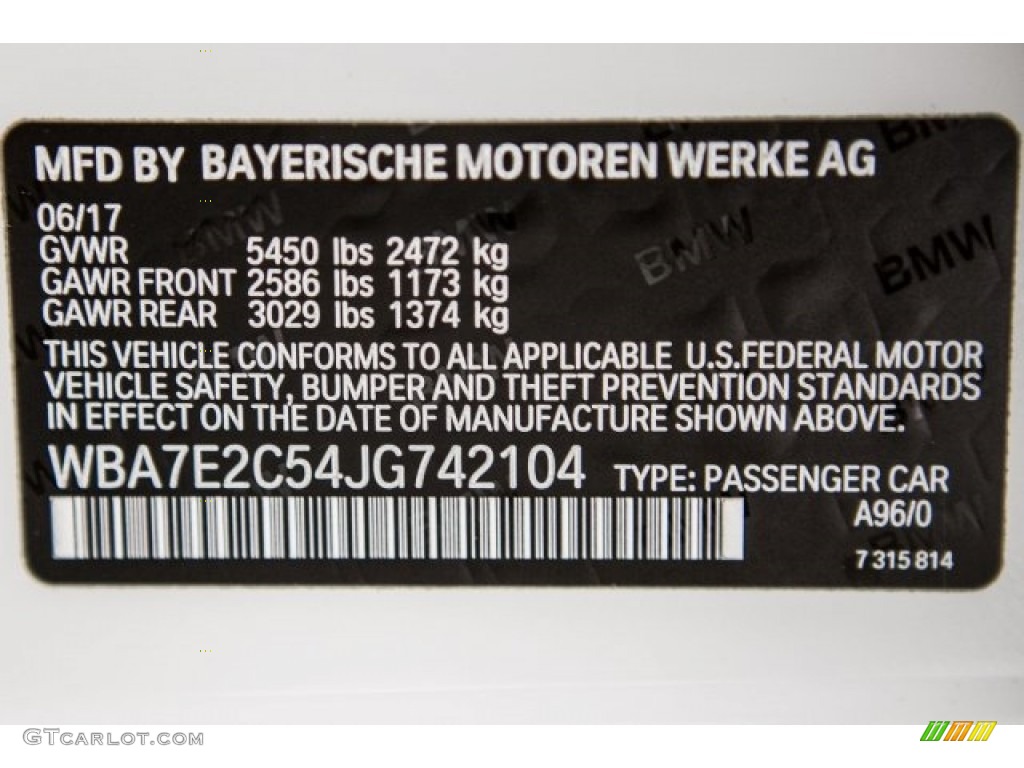 MFD BY BAYERISCHE MOTOREN WERKE AG
06/17
GVWR 5450 lbs 2472 kg
GAWR FRONT 2586 lbs 1173 kg
GAWR REAR 3029 lbs 1374 kg
THIS VEHICLE CONFORMS TO ALL APPLICABLE U.S.FEDERAL MOTOR
VEHICLE SAFETY, BUMPER AND THEFT PREVENTION STANDARDS
IN EFFECT ON THE DATE OF MANUFACTURE SHOWN ABOVE.
WBA7E2C54JG742104 TYPE: PASSENGER CAR
A96/0
7 315 814
BMW
BMW
BMW
GTCARLOT.COM